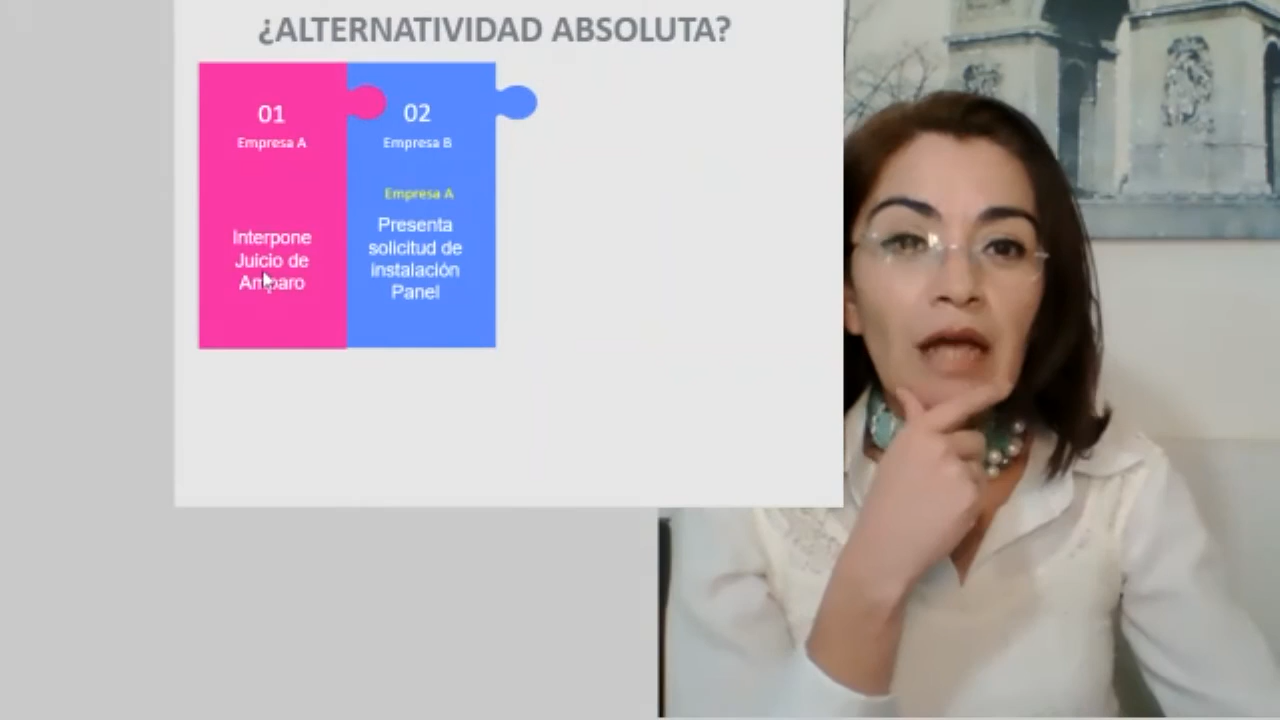 ¿ALTERNATIVIDAD ABSOLUTA?
01
Empresa A
Interpone
Juicio de
Amparo
02
Empresa B
Empresa A
Presenta
solicitud de
instalación
Panel